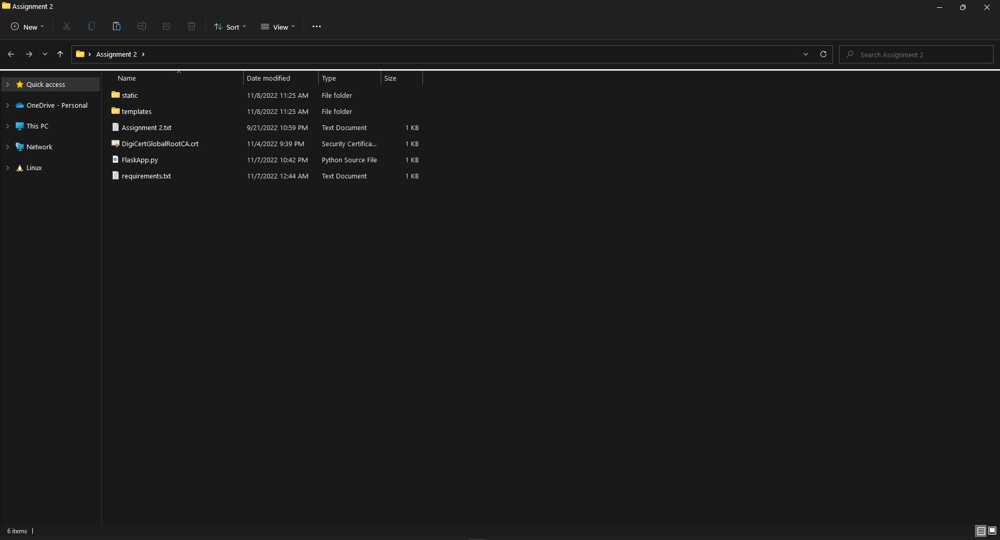 Assignment 2
New Sort View
Assignment 2
Search Assignment 2
Quick access
OneDrive - Personal
This PC
Network
Linux
Name Date modified Type Size
static 11/8/2022 11:25 AM File folder
templates 11/8/2022 11:25 AM File folder
Assignment 2.txt 9/21/2022 10:59 PM Text Document 1 KB
DigiCertGlobalRootCA.crt 11/4/2022 9:39 PM Security Certifica... 1 KB
FlaskApp.py 11/7/2022 10:42 PM Python Source File 1 KB
requirements.txt 11/7/2022 12:44 AM Text Document 1 KB
6 items